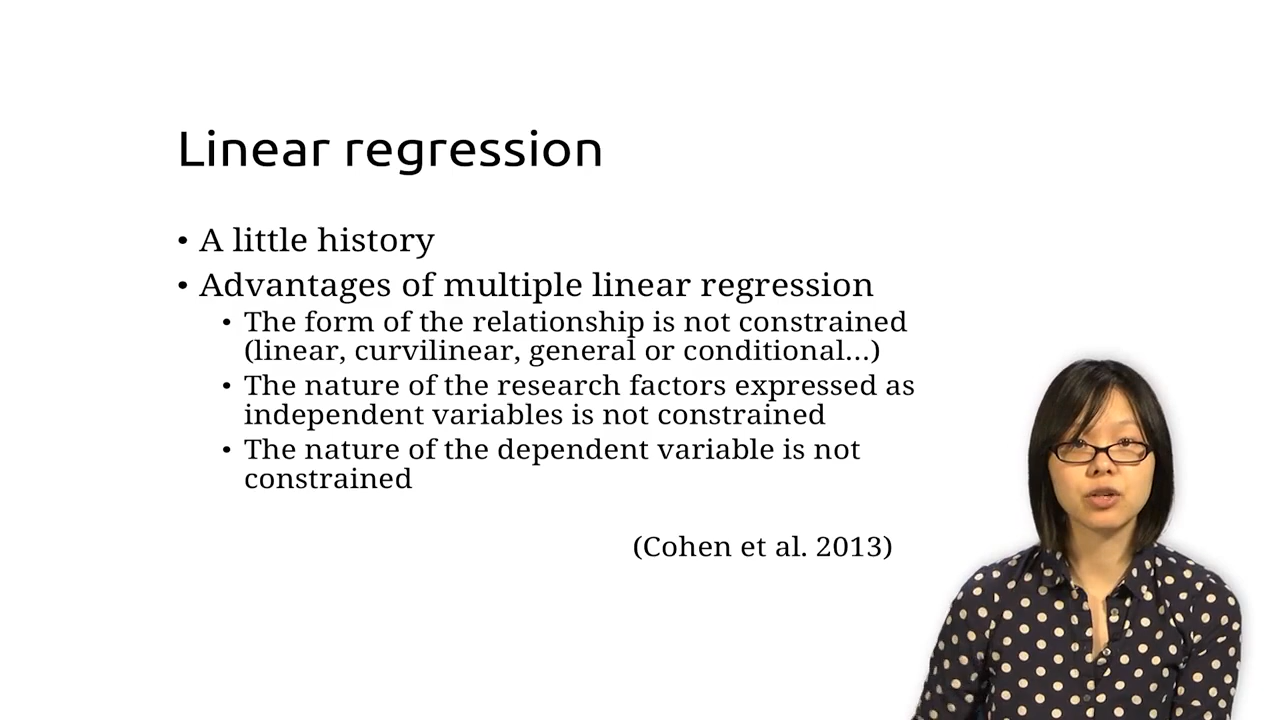 Linear regression
• A little history
• Advantages of multiple linear regression
• The form of the relationship is not constrained
(linear, curvilinear, general or conditional...)
• The nature of the research factors expressed as
independent variables is not constrained
• The nature of the dependent variable is not
constrained
(Cohen et al. 2013)